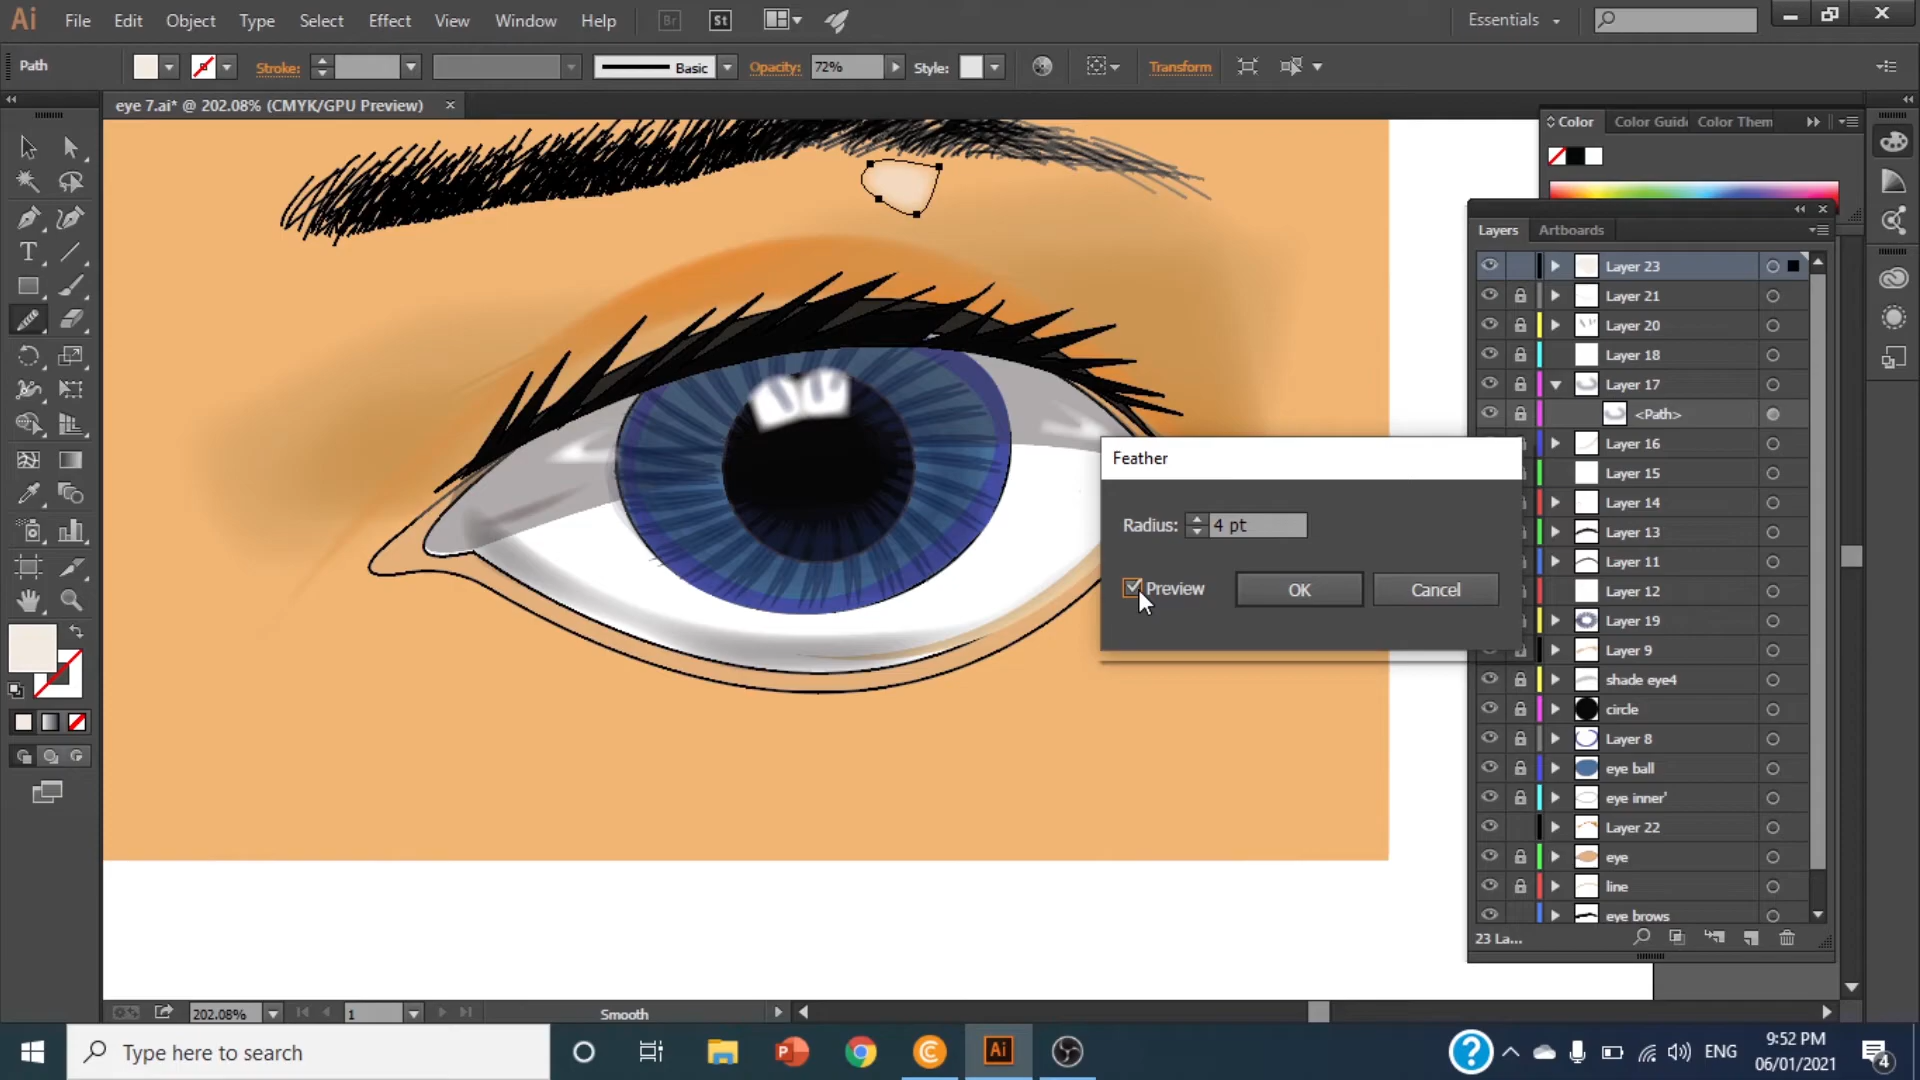 Ai File Edit Object Type Select Effect View Window Help Br St Essentials
Path Stroke: Basic Opacity: 72% Style: Transform
eye 7.ai* @ 202.08% (CMYK/GPU Preview)
Color Color Guid Color Them
Layers Artboards
Layer 23
Layer 21
Layer 20
Layer 18
Layer 17
<Path>
Layer 16
Layer 15
Layer 14
Layer 13
Layer 11
Layer 12
Layer 19
Layer 9
shade eye4
circle
Layer 8
eye ball
eye inner'
Layer 22
eye
line
eye brows
23 La...
Feather
Radius: 4 pt
Preview OK Cancel
202.08% 1 Smooth
Type here to search
Ai
ENG
9:52 PM
06/01/2021
4